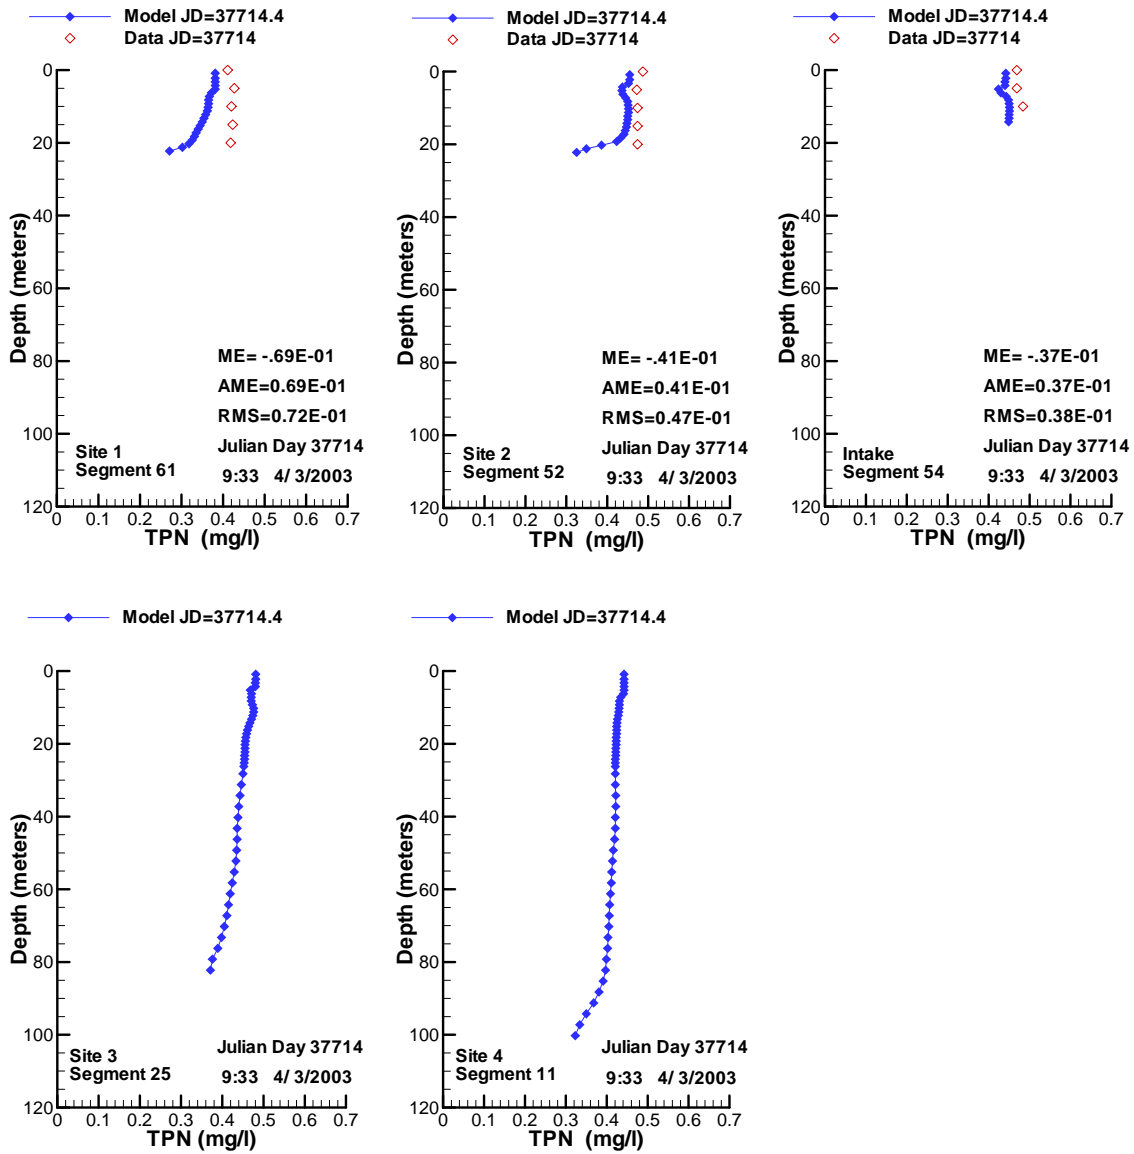 Model JD=37714.4
Data JD=37714
0
20
40
60
80
100
120
Depth (meters)
ME= -.69E-01
AME=0.69E-01
RMS=0.72E-01
Julian Day 37714
9:33 4/ 3/2003
Site 1
Segment 61
0 0.1 0.2 0.3 0.4 0.5 0.6 0.7
TPN (mg/l)
Model JD=37714.4
Data JD=37714
0
20
40
60
80
100
120
Depth (meters)
ME= -.41E-01
AME=0.41E-01
RMS=0.47E-01
Julian Day 37714
9:33 4/ 3/2003
Site 2
Segment 52
0 0.1 0.2 0.3 0.4 0.5 0.6 0.7
TPN (mg/l)
Model JD=37714.4
Data JD=37714
0
20
40
60
80
100
120
Depth (meters)
ME= -.37E-01
AME=0.37E-01
RMS=0.38E-01
Julian Day 37714
9:33 4/ 3/2003
Intake
Segment 54
0 0.1 0.2 0.3 0.4 0.5 0.6 0.7
TPN (mg/l)
Model JD=37714.4
0
20
40
60
80
100
120
Depth (meters)
Julian Day 37714
9:33 4/ 3/2003
Site 3
Segment 25
0 0.1 0.2 0.3 0.4 0.5 0.6 0.7
TPN (mg/l)
Model JD=37714.4
0
20
40
60
80
100
120
Depth (meters)
Julian Day 37714
9:33 4/ 3/2003
Site 4
Segment 11
0 0.1 0.2 0.3 0.4 0.5 0.6 0.7
TPN (mg/l)